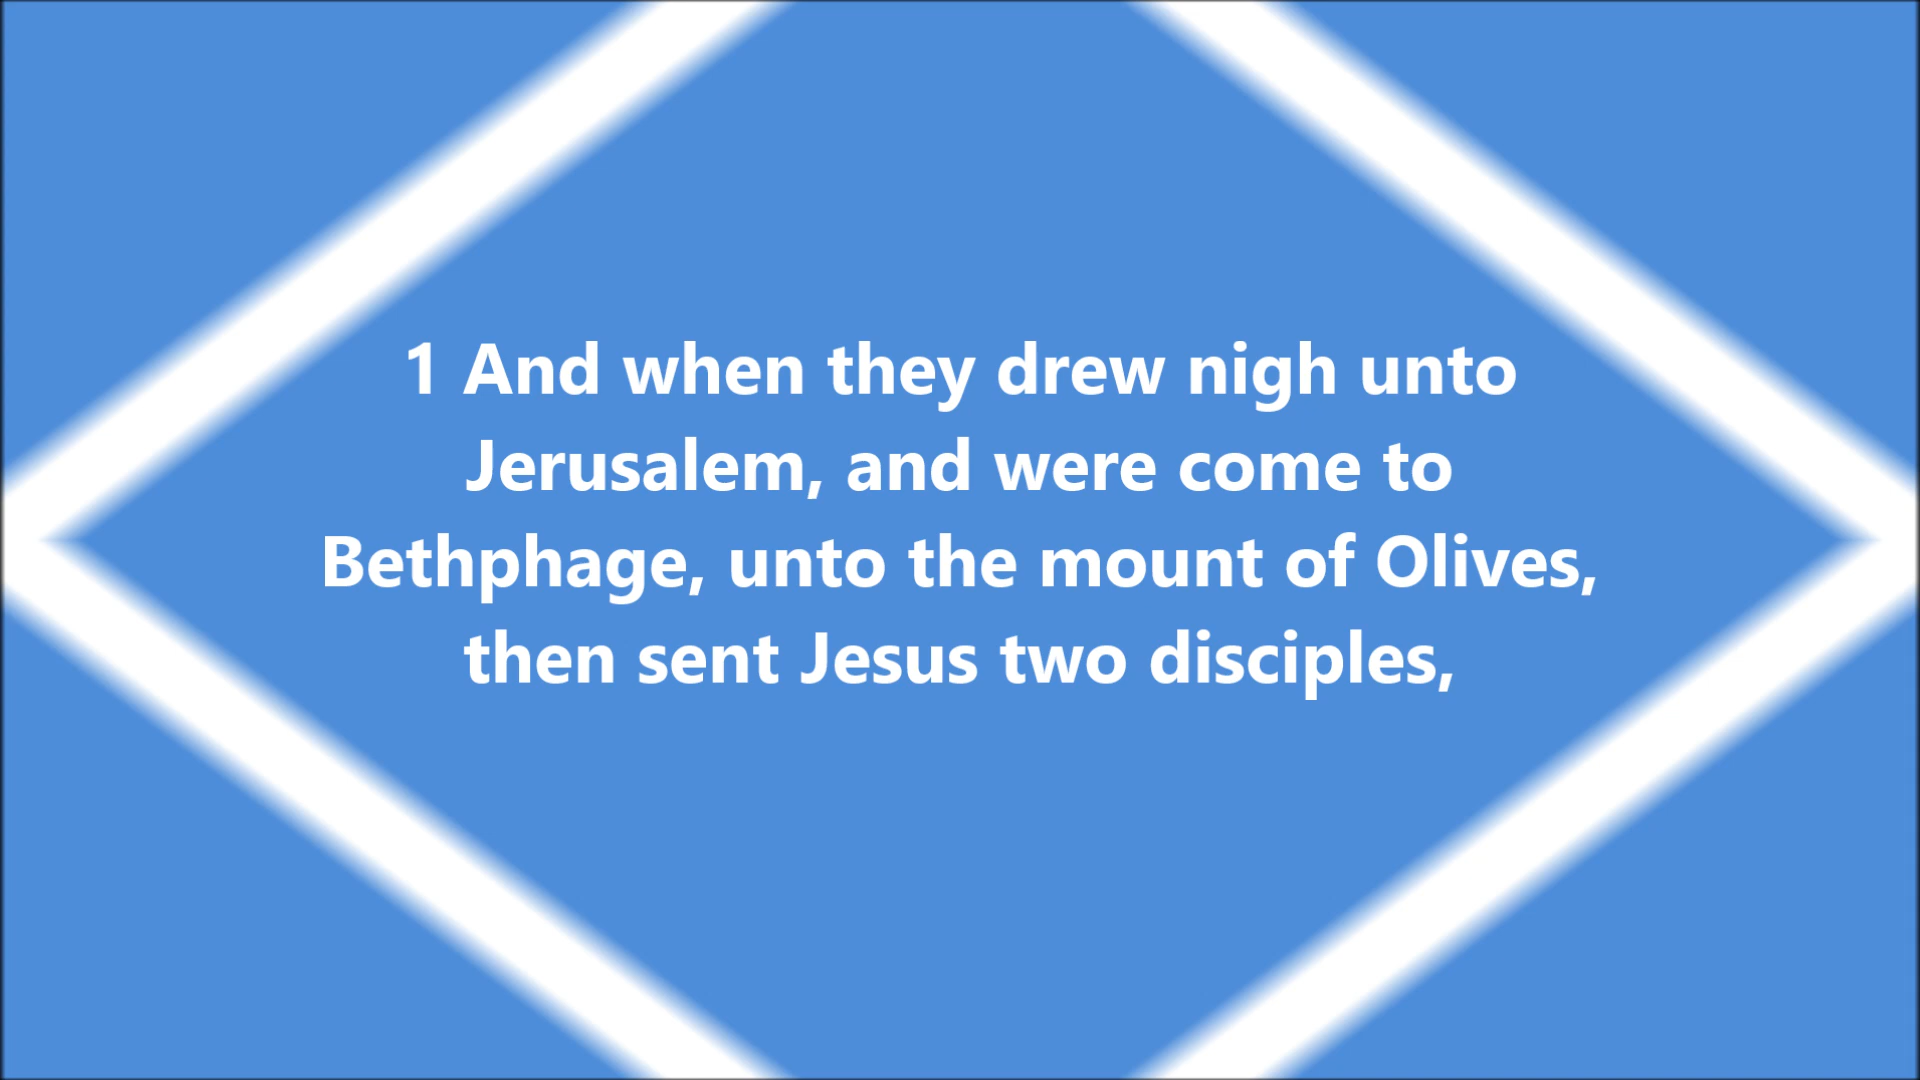 1 And when they drew nigh unto
Jerusalem, and were come to
Bethphage, unto the mount of Olives,
then sent Jesus two disciples,